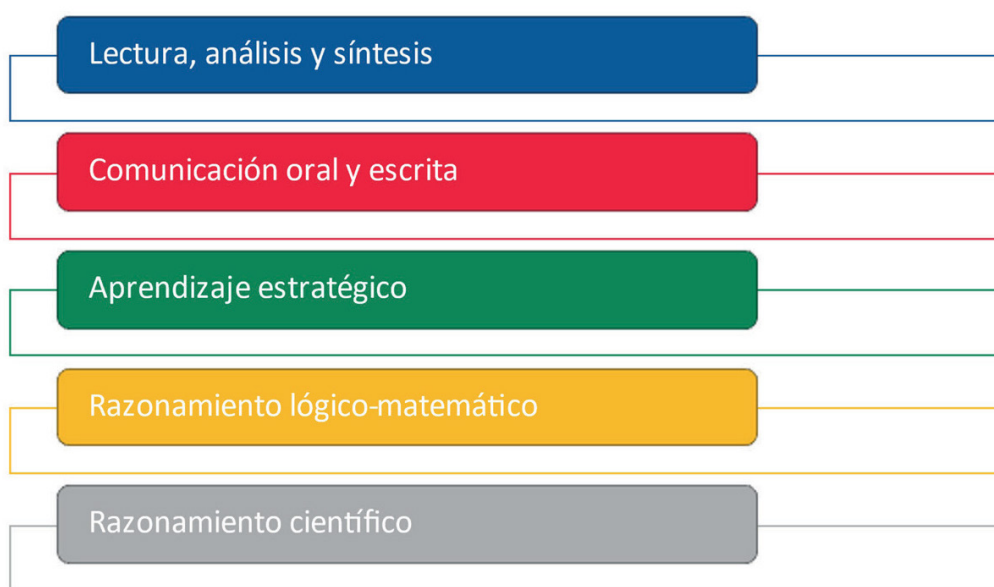 Lectura, análisis y síntesis
Comunicación oral y escrita
Aprendizaje estratégico
Razonamiento lógico-matemático
Razonamiento científico